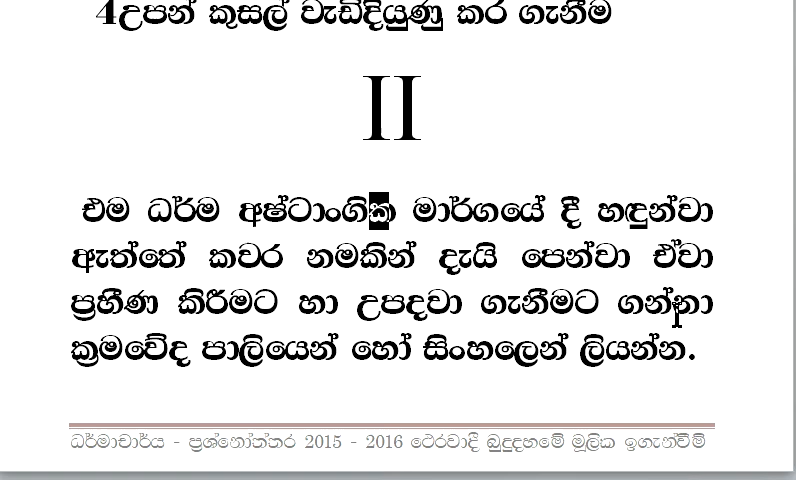 4උපන් කුසල් වැඩිදියුණු කර ගැනීම
II
එම ධර්ම අෂ්ටාංගික මාර්ගයේ දී හඳුන්වා
ඇත්තේ කවර නමකින් දැයි පෙන්වා ඒවා
ප්‍රහීණ කිරීමට හා උපදවා ගැනීමට ගන්නා
ක්‍රමවේද පාලියෙන් හෝ සිංහලෙන් ලියන්න.
ධර්මාචාර්ය - ප්‍රශ්නෝත්තර 2015 - 2016 ථෙරවාදී බුදුදහමේ මූලික ඉගැන්වීම්